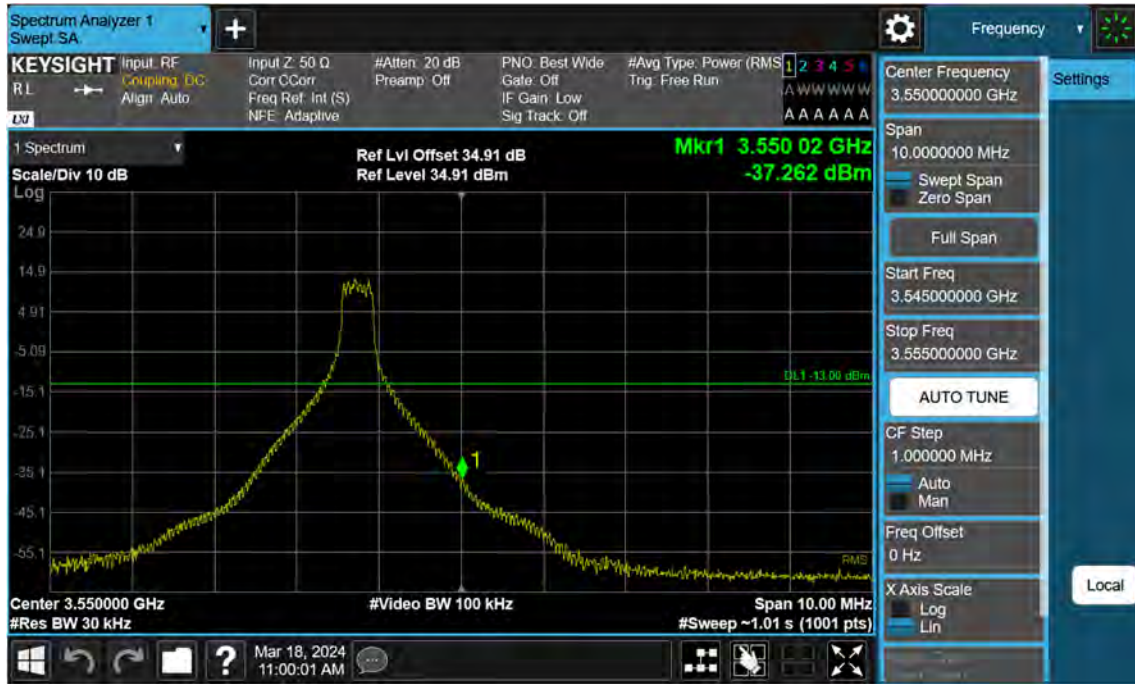 Spectrum Analyzer 1
Swept SA
Frequency
KEYSIGHT
RL
LXI
Input: RF
Coupling: DC
Align: Auto
Input Z: 50 Ω
Corr CCorr
Freq Ref: Int (S)
NFE: Adaptive
#Atten: 20 dB
Preamp: Off
PNO: Best Wide
Gate: Off
IF Gain: Low
Sig Track: Off
#Avg Type: Power (RMS
Trig: Free Run
1 2 3 4 5 6
A W W W W W
A A A A A A
1 Spectrum
Scale/Div 10 dB
Log
Ref Lvl Offset 34.91 dB
Ref Level 34.91 dBm
Mkr1 3.550 02 GHz
-37.262 dBm
24.9
14.9
4.91
-5.09
DL1 -13.00 dBm
-15.1
-25.1
1
-35.1
-45.1
-55.1
RMS
Center 3.550000 GHz
#Res BW 30 kHz
#Video BW 100 kHz
Span 10.00 MHz
#Sweep ~1.01 s (1001 pts)
Mar 18, 2024
11:00:01 AM
Center Frequency
3.550000000 GHz
Settings
Span
10.0000000 MHz
Swept Span
Zero Span
Full Span
Start Freq
3.545000000 GHz
Stop Freq
3.555000000 GHz
AUTO TUNE
CF Step
1.000000 MHz
Auto
Man
Freq Offset
0 Hz
X Axis Scale
Log
Lin
Local